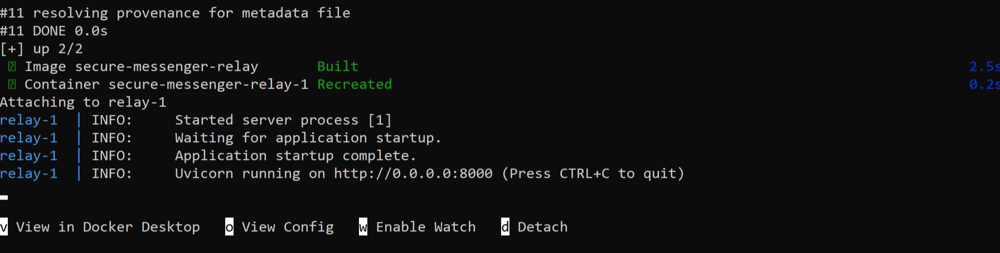 #11 resolving provenance for metadata file
#11 DONE 0.0s
[+] up 2/2
Image secure-messenger-relay Built 2.5s
Container secure-messenger-relay-1 Recreated 0.2s
Attaching to relay-1
relay-1 | INFO: Started server process [1]
relay-1 | INFO: Waiting for application startup.
relay-1 | INFO: Application startup complete.
relay-1 | INFO: Uvicorn running on http://0.0.0.0:8000 (Press CTRL+C to quit)
v View in Docker Desktop o View Config w Enable Watch d Detach